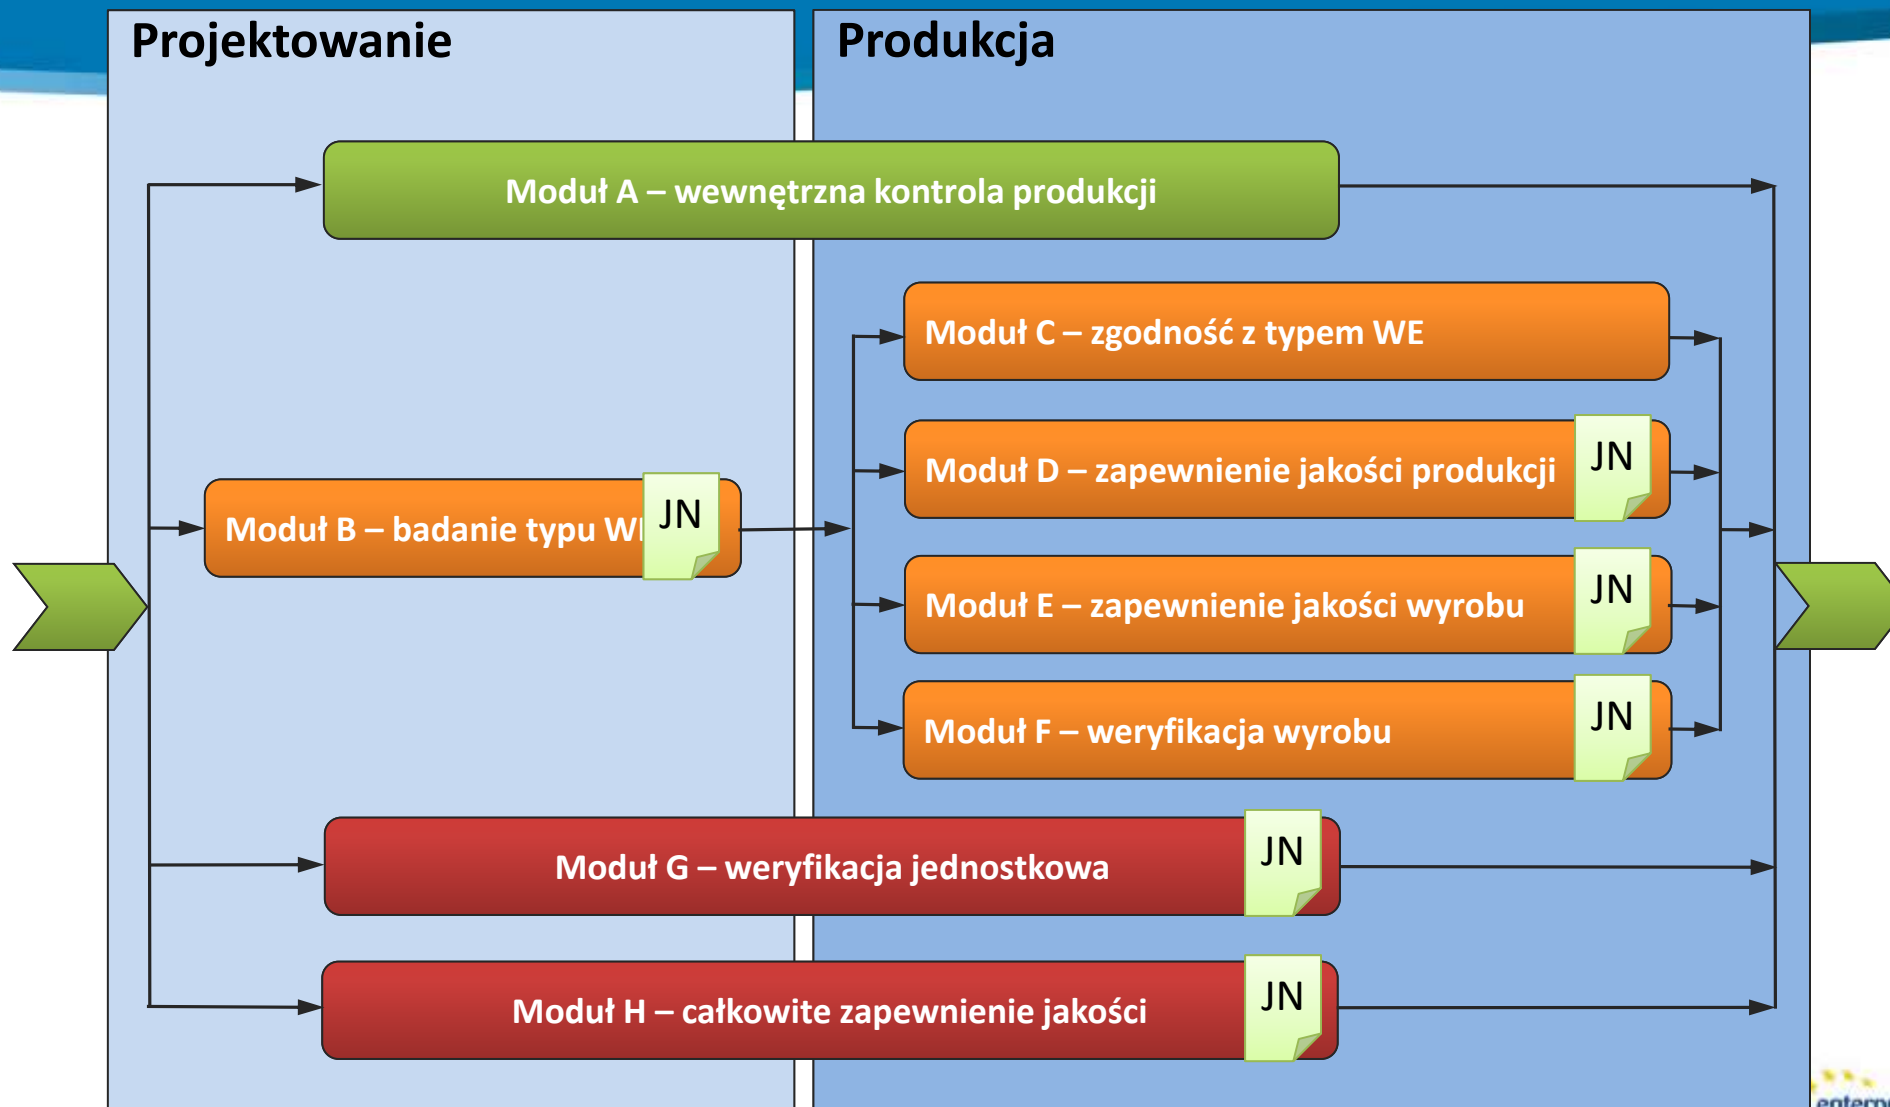 Projektowanie
Produkcja
Moduł A – wewnętrzna kontrola produkcji
Moduł C – zgodność z typem WE
Moduł D – zapewnienie jakości produkcji
JN
Moduł B – badanie typu
JN
Moduł E – zapewnienie jakości wyrobu
JN
Moduł F – weryfikacja wyrobu
JN
Moduł G – weryfikacja jednostkowa
JN
Moduł H – całkowite zapewnienie jakości
JN